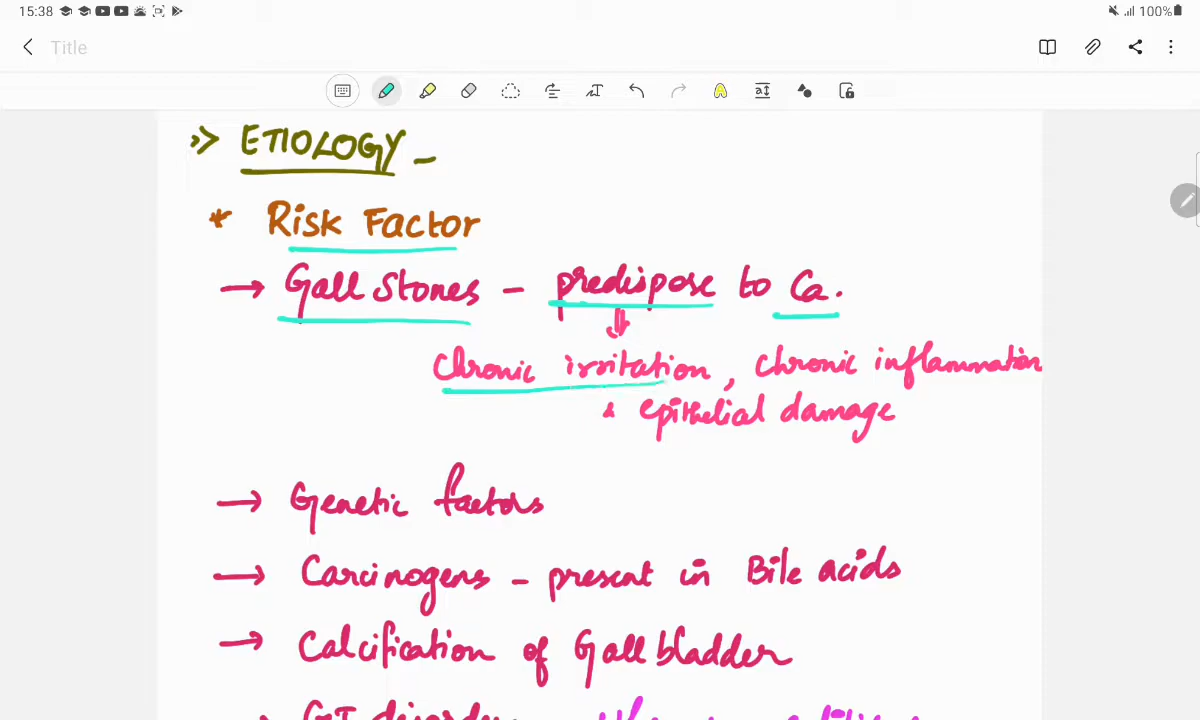 15:38 100%
Title
» ETIOLOGY -
* Risk Factor
→ Gall Stones - predispose to Ca.
Chronic irritation, chronic inflammation
& epithelial damage
→ Genetic factors
→ Carcinogens - present in Bile acids
→ Calcification of Gall bladder